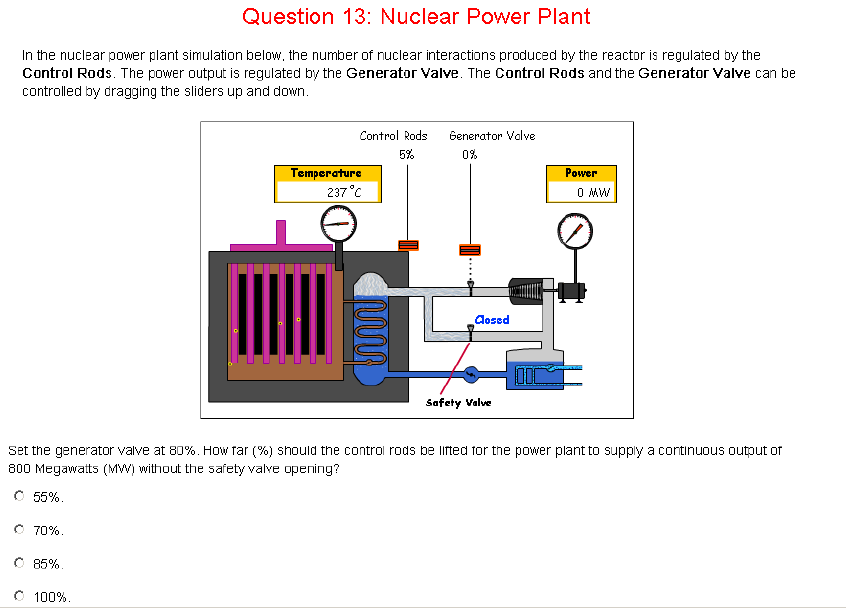 Question 13: Nuclear Power Plant
In the nuclear power plant simulation below, the number of nuclear interactions produced by the reactor is regulated by the
Control Rods. The power output is regulated by the Generator Valve. The Control Rods and the Generator Valve can be
controlled by dragging the sliders up and down.
Control Rods Generator Valve
5% 0%
Temperature Power
237 °C 0 MW
Closed
Safety Valve
Set the generator valve at 80%. How far (%) should the control rods be lifted for the power plant to supply a continuous output of
800 Megawatts (MW) without the safety valve opening?
55%.
70%.
85%.
100%.